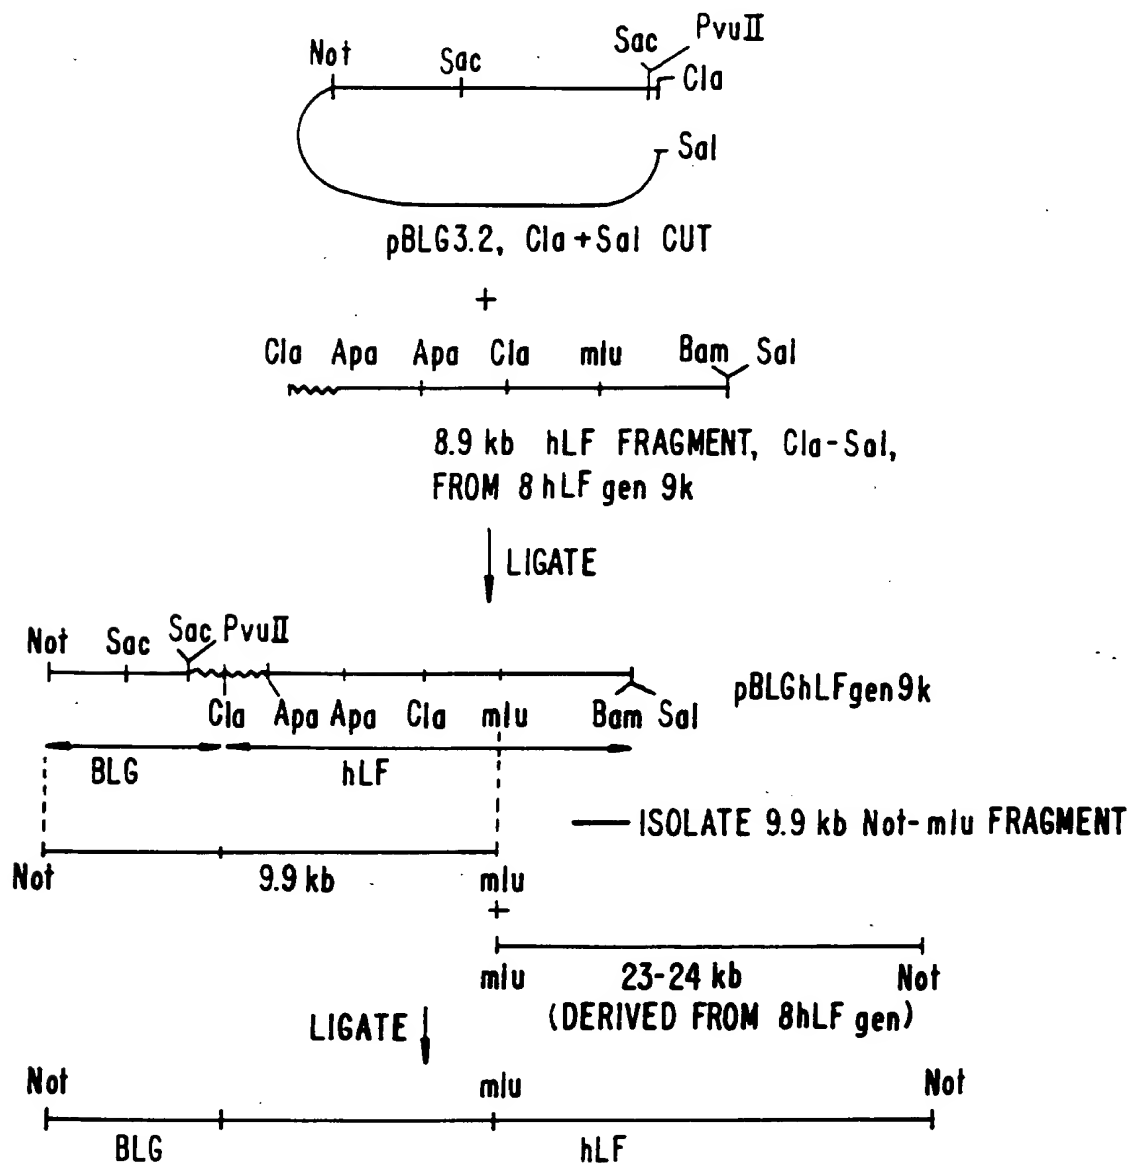 Not Sac Sac PvuII
Cla
Sal
pBLG3.2, Cla+Sal CUT
+
Cla Apa Apa Cla mlu Bam Sal
8.9 kb hLF FRAGMENT, Cla-Sal,
FROM 8hLF gen 9k
LIGATE
Not Sac Sac PvuII
pBLGhLFgen9k
Cla Apa Apa Cla mlu Bam Sal
BLG hLF
ISOLATE 9.9 kb Not-mlu FRAGMENT
Not 9.9 kb mlu
+
mlu 23-24 kb Not
(DERIVED FROM 8hLF gen)
LIGATE
Not mlu Not
BLG hLF